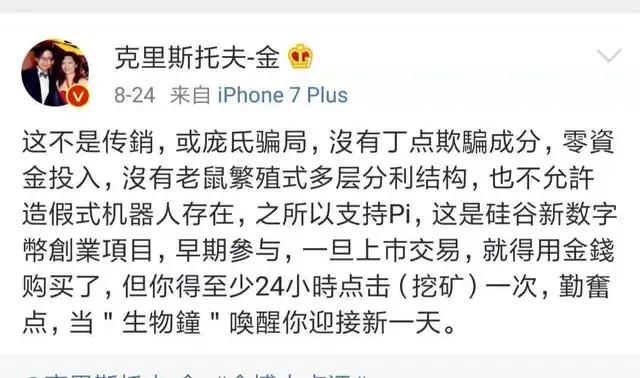 克里斯托夫-金
8-24 来自 iPhone 7 Plus
这不是传銷，或庞氏骗局，沒有丁点欺騙成分，零資
金投入，沒有老鼠繁殖式多层分利结构，也不允許
造假式机器人存在，之所以支持Pi，这是硅谷新数字
幣創業項目，早期參与，一旦上市交易，就得用金錢
购买了，但你得至少24小時点击（挖矿）一次，勤奮
点，当＂生物鐘＂喚醒你迎接新一天。